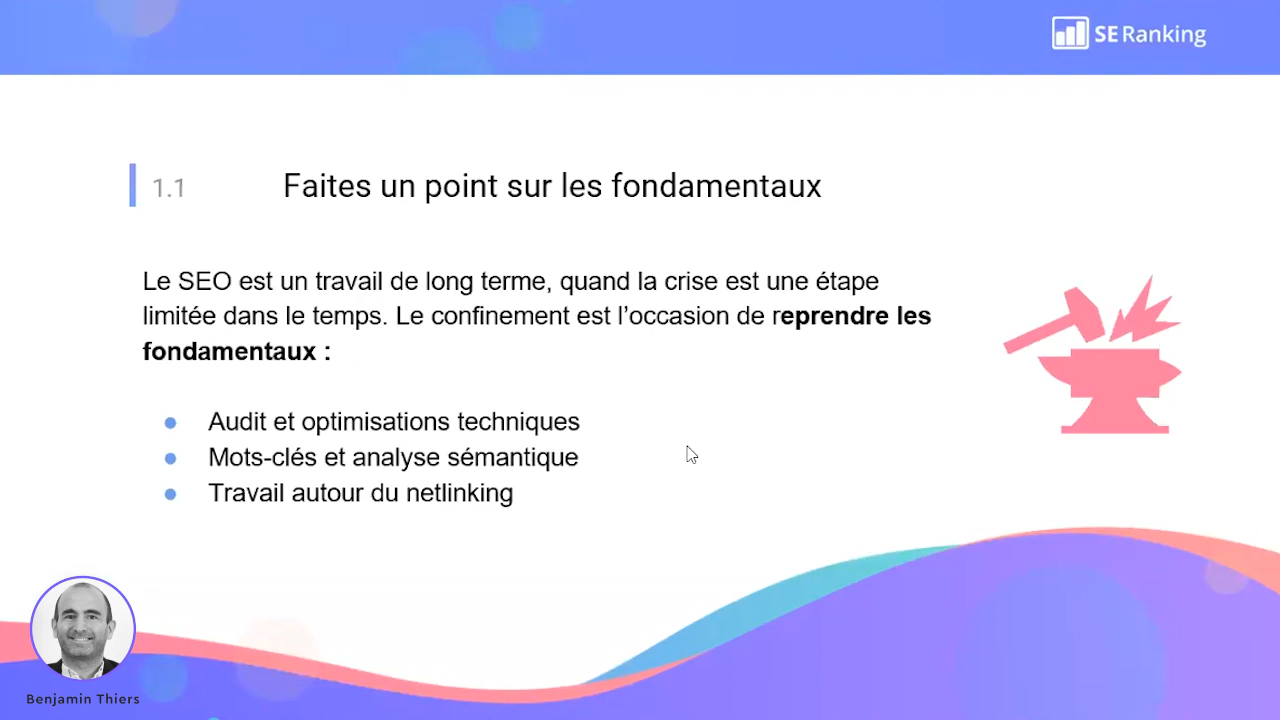 SE Ranking
1.1 Faites un point sur les fondamentaux
Le SEO est un travail de long terme, quand la crise est une étape
limitée dans le temps. Le confinement est l’occasion de reprendre les
fondamentaux :
● Audit et optimisations techniques
● Mots-clés et analyse sémantique
● Travail autour du netlinking
Benjamin Thiers